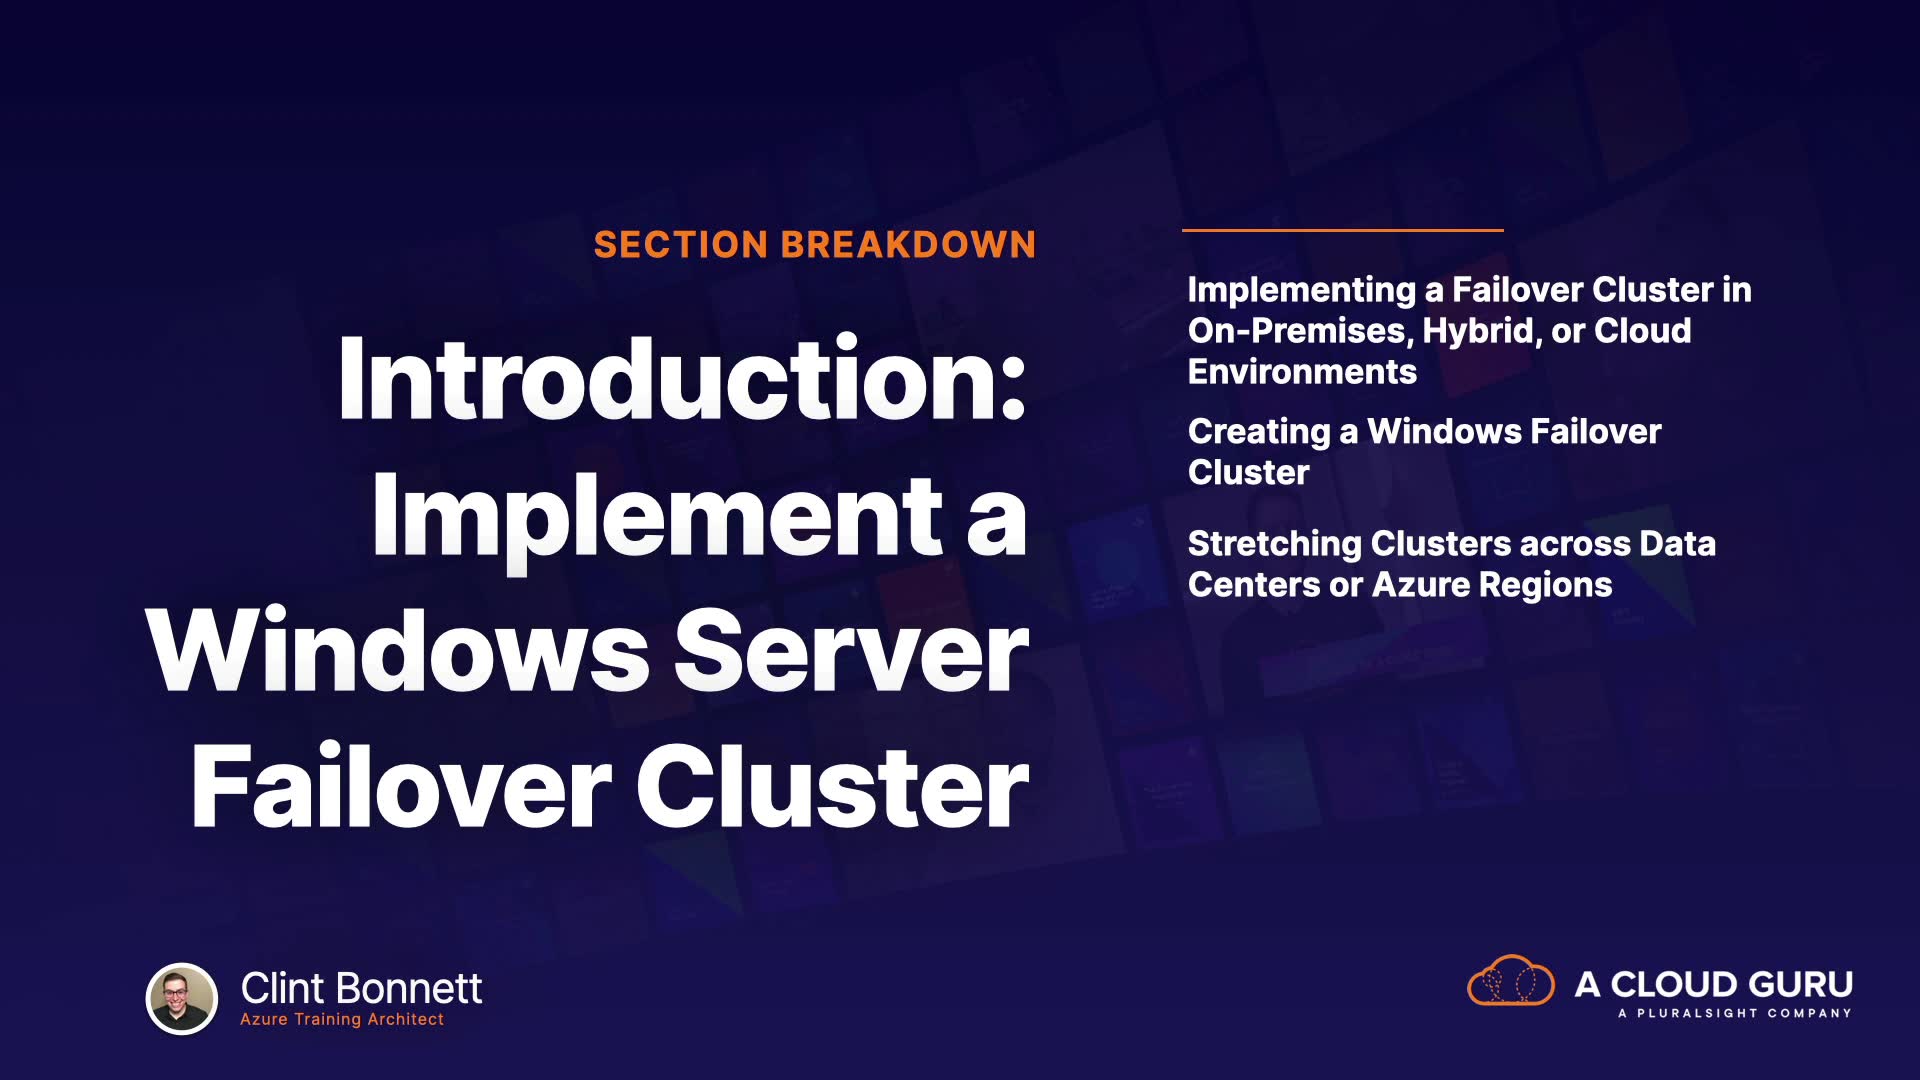 SECTION BREAKDOWN
Introduction:
Implement a
Windows Server
Failover Cluster
Implementing a Failover Cluster in
On-Premises, Hybrid, or Cloud
Environments
Creating a Windows Failover
Cluster
Stretching Clusters across Data
Centers or Azure Regions
Clint Bonnett
Azure Training Architect
A CLOUD GURU
A PLURALSIGHT COMPANY